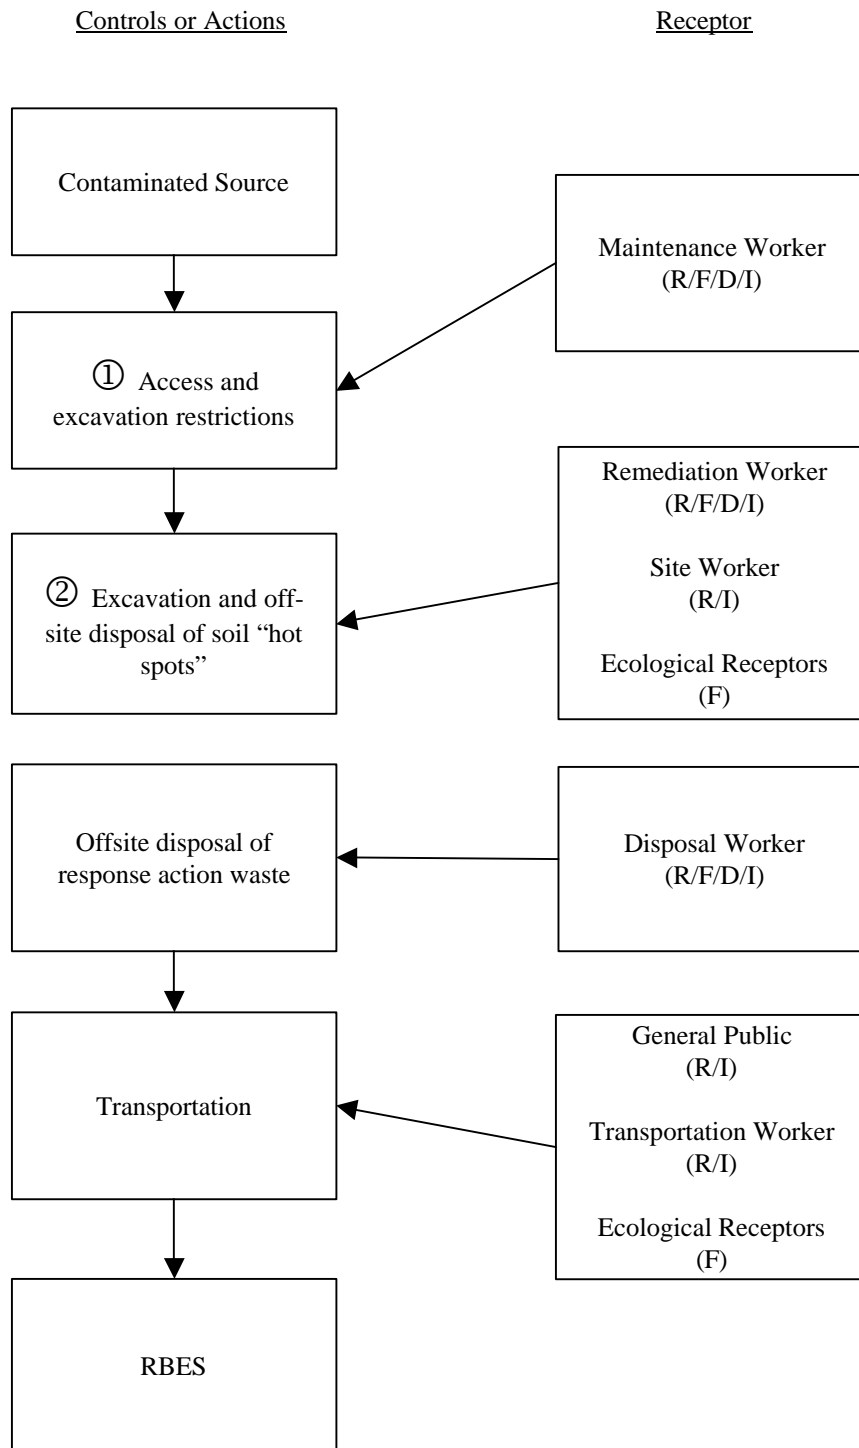 Controls or Actions
Receptor
Contaminated Source
Maintenance Worker
(R/F/D/I)
① Access and
excavation restrictions
Remediation Worker
(R/F/D/I)
Site Worker
(R/I)
Ecological Receptors
(F)
② Excavation and off-
site disposal of soil “hot
spots”
Offsite disposal of
response action waste
Disposal Worker
(R/F/D/I)
General Public
(R/I)
Transportation Worker
(R/I)
Ecological Receptors
(F)
Transportation
RBES